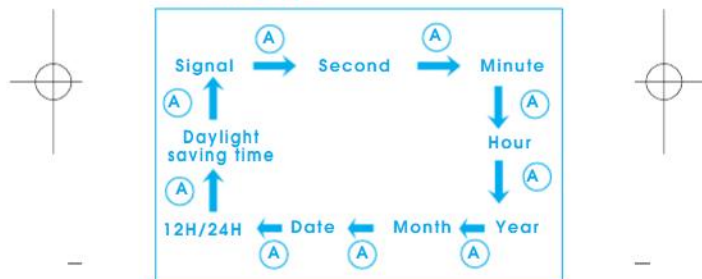 A A
Signal Second Minute
A A
Daylight
saving time
Hour
A A
12H/24H Date Month Year
A A A